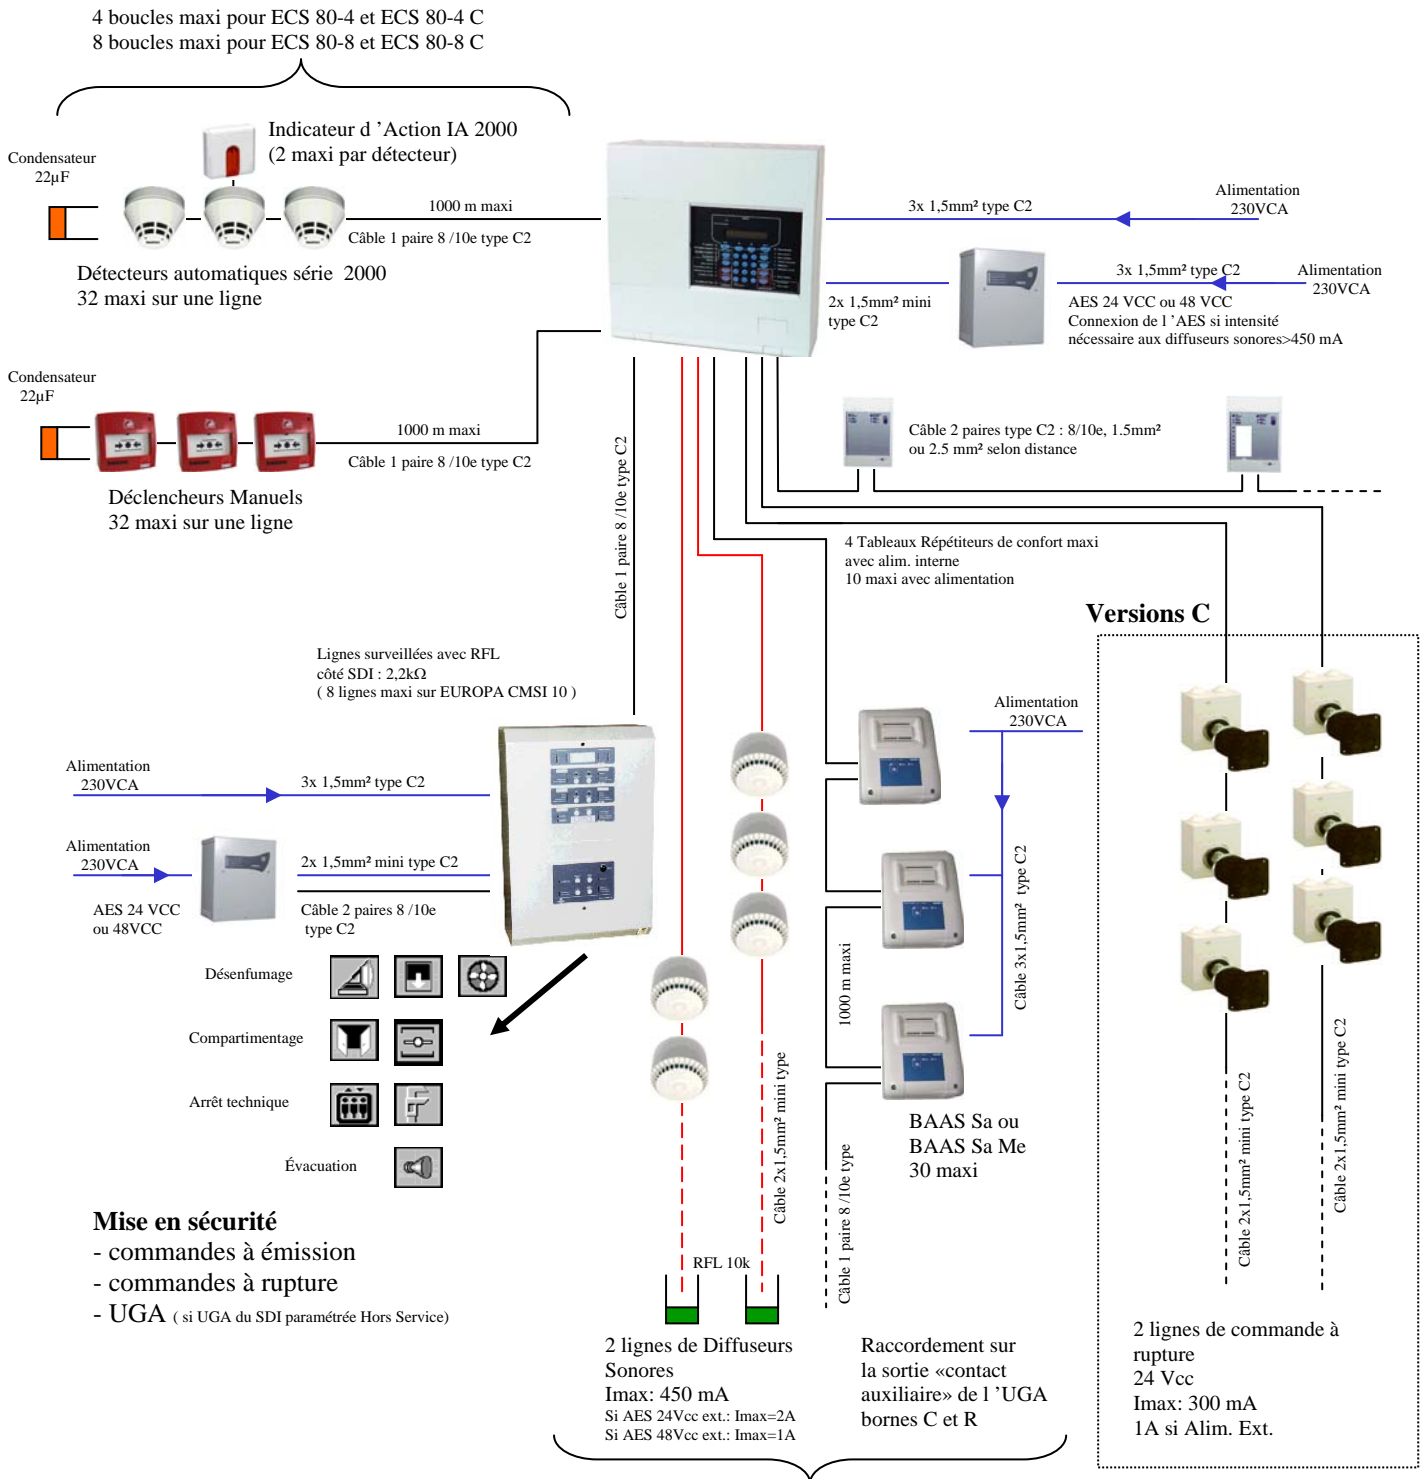 4 boucles maxi pour ECS 80-4 et ECS 80-4 C
8 boucles maxi pour ECS 80-8 et ECS 80-8 C
Indicateur d ’Action IA 2000
(2 maxi par détecteur)
Condensateur
22µF
1000 m maxi
Câble 1 paire 8 /10e type C2
Détecteurs automatiques série 2000
32 maxi sur une ligne
3x 1,5mm² type C2
Alimentation
230VCA
2x 1,5mm² mini
type C2
3x 1,5mm² type C2
Alimentation
230VCA
AES 24 VCC ou 48 VCC
Connexion de l ’AES si intensité
nécessaire aux diffuseurs sonores>450 mA
Condensateur
22µF
1000 m maxi
Câble 1 paire 8 /10e type C2
Déclencheurs Manuels
32 maxi sur une ligne
Câble 1 paire 8 /10e type C2
Câble 2 paires type C2 : 8/10e, 1.5mm²
ou 2.5 mm² selon distance
4 Tableaux Répétiteurs de confort maxi
avec alim. interne
10 maxi avec alimentation
Versions C
Lignes surveillées avec RFL
côté SDI : 2,2kΩ
( 8 lignes maxi sur EUROPA CMSI 10 )
Alimentation
230VCA
Alimentation
230VCA
3x 1,5mm² type C2
Alimentation
230VCA
2x 1,5mm² mini type C2
AES 24 VCC
ou 48VCC
Câble 2 paires 8 /10e
type C2
Désenfumage
Compartimentage
Arrêt technique
Évacuation
Câble 3x1,5mm² type C2
1000 m maxi
Câble 2x1,5mm² mini type
Câble 1 paire 8 /10e type
BAAS Sa ou
BAAS Sa Me
30 maxi
Câble 2x1,5mm² mini type C2
Câble 2x1,5mm² mini type C2
Mise en sécurité
- commandes à émission
- commandes à rupture
- UGA ( si UGA du SDI paramétrée Hors Service)
RFL 10k
2 lignes de Diffuseurs
Sonores
Imax: 450 mA
Si AES 24Vcc ext.: Imax=2A
Si AES 48Vcc ext.: Imax=1A
Raccordement sur
la sortie «contact
auxiliaire» de l ’UGA
bornes C et R
2 lignes de commande à
rupture
24 Vcc
Imax: 300 mA
1A si Alim. Ext.